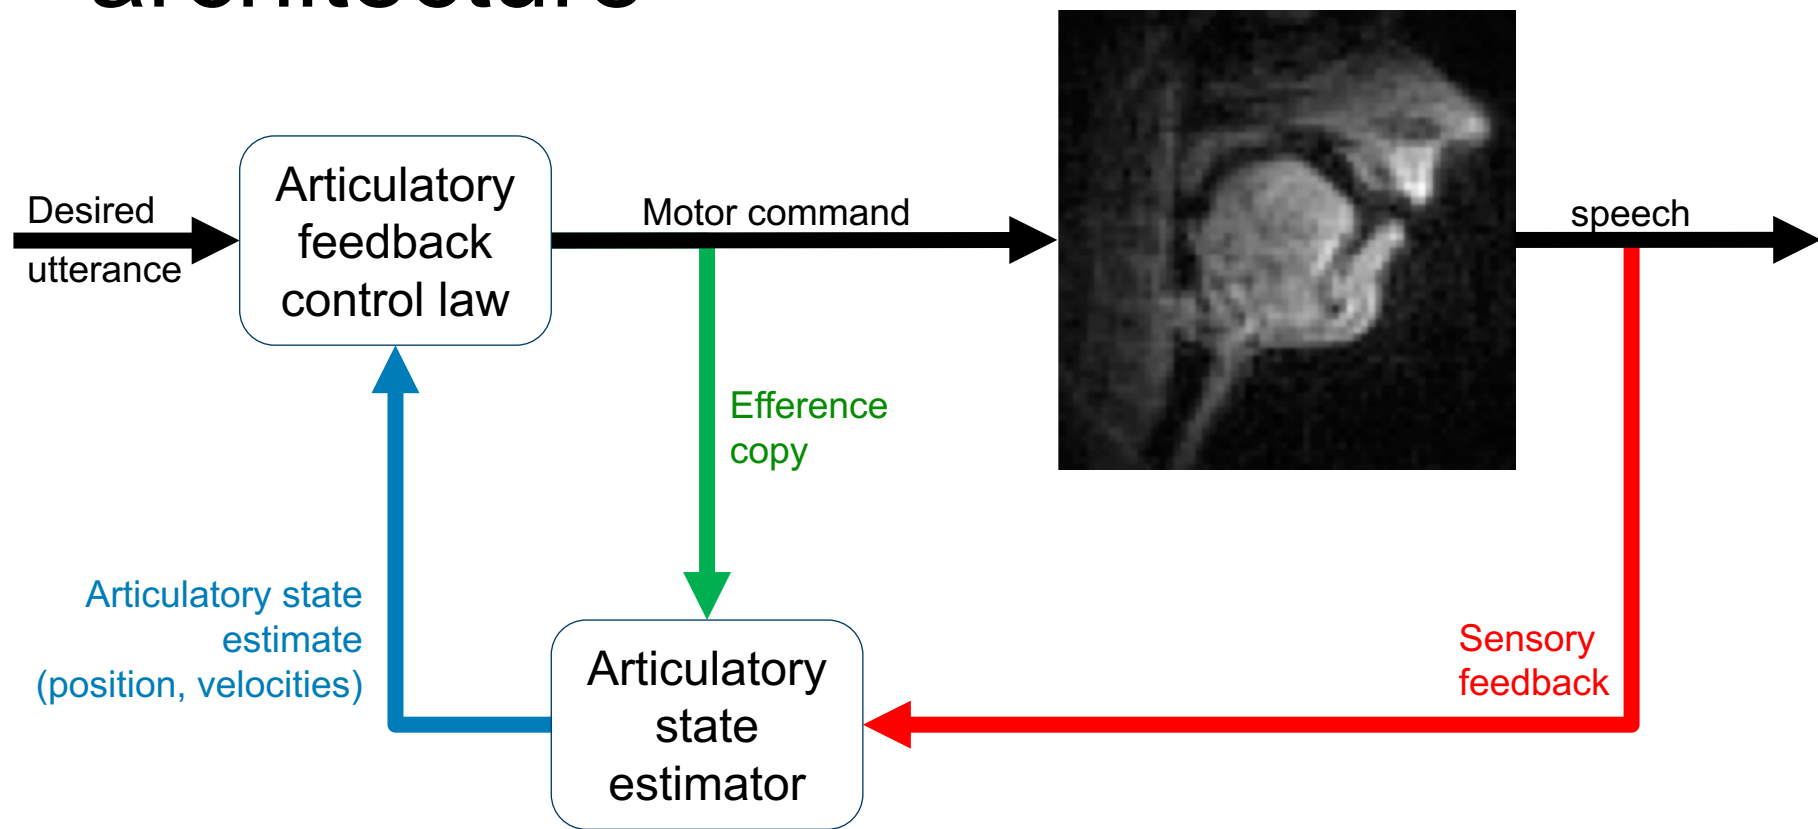 architecture
Desired
utterance
Articulatory
feedback
control law
Motor command
speech
Efference
copy
Articulatory state
estimate
(position, velocities)
Articulatory
state
estimator
Sensory
feedback